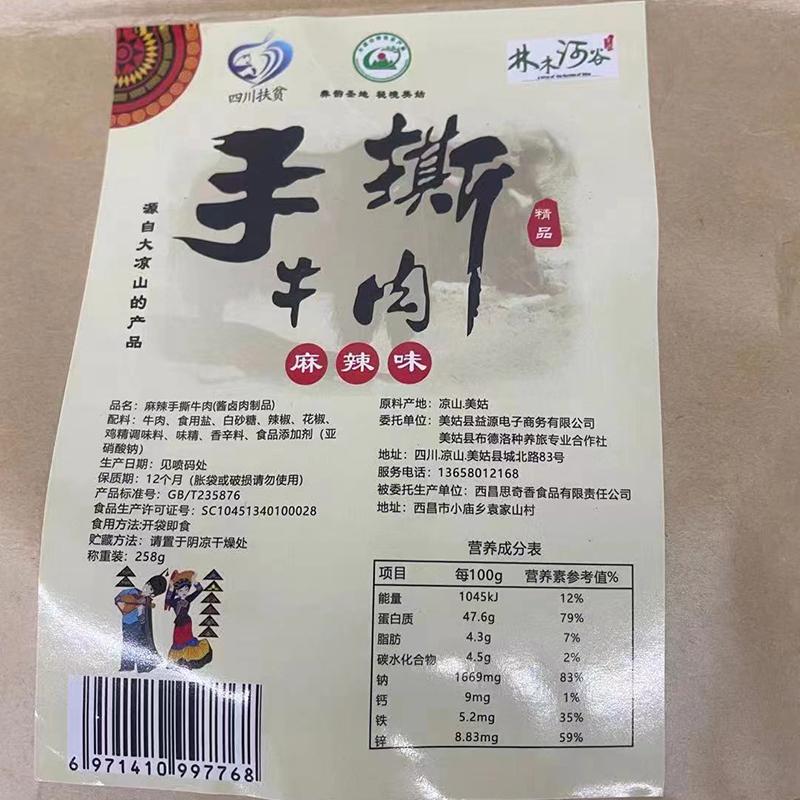 四川扶贫
彝韵圣地 秘境美姑
林木河谷
手撕
牛肉
精品
源自大凉山的产品
麻辣味
品名：麻辣手撕牛肉(酱卤肉制品)
配料：牛肉、食用盐、白砂糖、辣椒、花椒、
鸡精调味料、味精、香辛料、食品添加剂（亚
硝酸钠）
生产日期：见喷码处
保质期：12个月（胀袋或破损请勿使用）
产品标准号：GB/T235876
食品生产许可证号：SC10451340100028
食用方法:开袋即食
贮藏方法：请置于阴凉干燥处
称重装：258g
原料产地：凉山.美姑
委托单位：美姑县益源电子商务有限公司
美姑县布德洛种养旅专业合作社
地址：四川.凉山.美姑县城北路83号
服务电话：13658012168
被委托生产单位：西昌思奇香食品有限责任公司
地址：西昌市小庙乡袁家山村
营养成分表
项目 每100g 营养素参考值%
能量 1045kJ 12%
蛋白质 47.6g 79%
脂肪 4.3g 7%
碳水化合物 4.5g 2%
钠 1669mg 83%
钙 9mg 1%
铁 5.2mg 35%
锌 8.83mg 59%
6 971410 997768